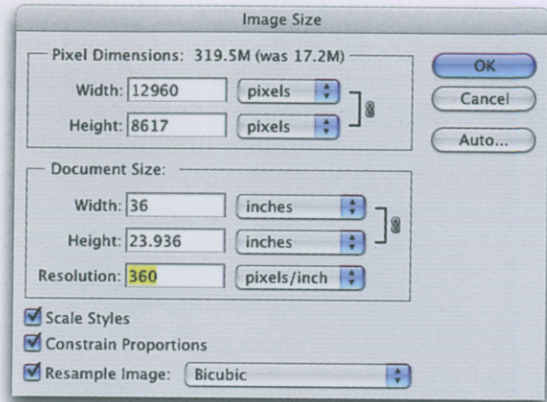 Image Size
Pixel Dimensions: 319.5M (was 17.2M)
Width: 12960 pixels
Height: 8617 pixels
OK
Cancel
Auto...
Document Size:
Width: 36 inches
Height: 23.936 inches
Resolution: 360 pixels/inch
Scale Styles
Constrain Proportions
Resample Image: Bicubic